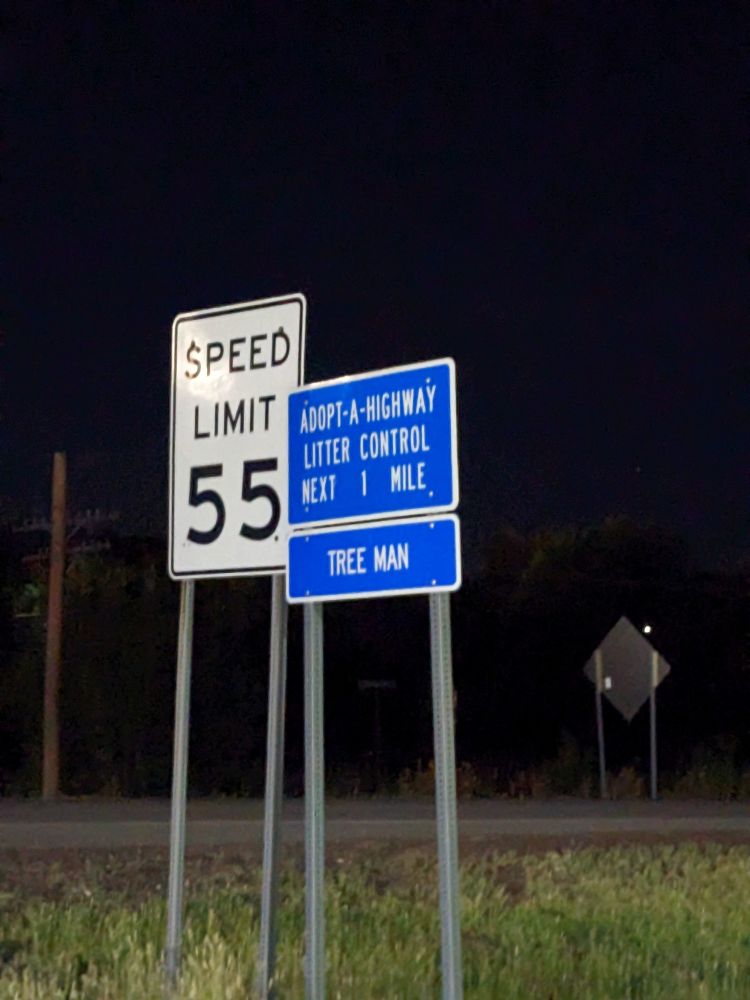 SPEED
LIMIT
55
ADOPT-A-HIGHWAY
LITTER CONTROL
NEXT 1 MILE
TREE MAN